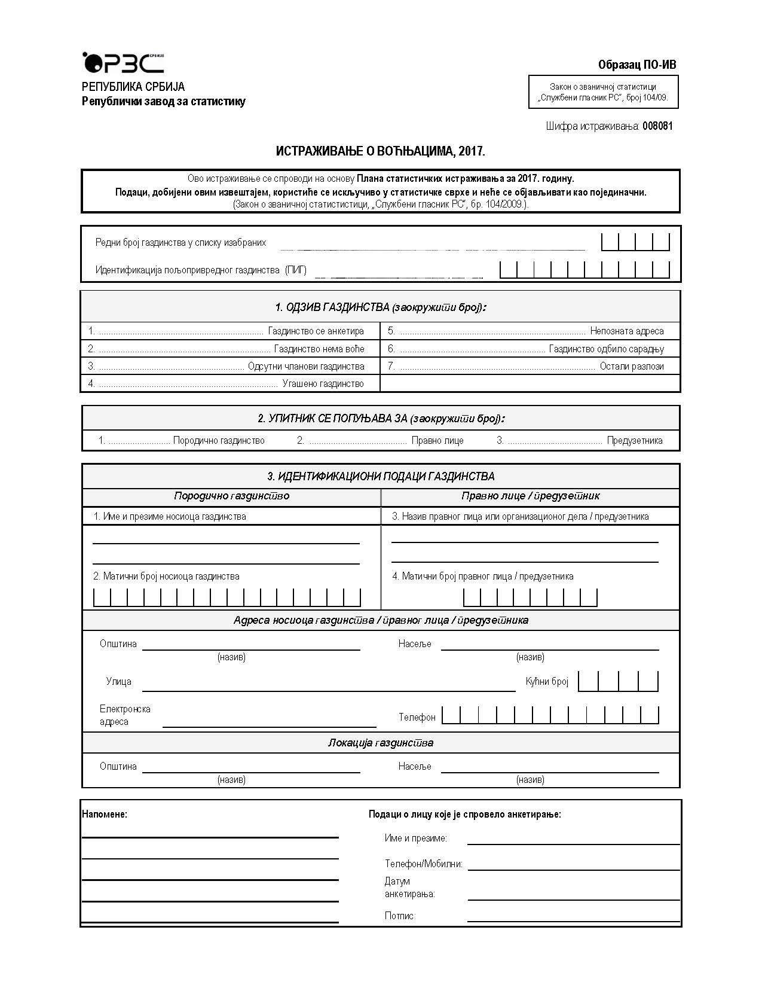 РЗС СРБИЈЕ
Образац ПО-ИВ
РЕПУБЛИКА СРБИЈА
Републички завод за статистику
Закон о званичној статистици
„Службени гласник РС“, број 104/09.
Шифра истраживања: 008081
ИСТРАЖИВАЊЕ О ВОЋЊАЦИМА, 2017.
Ово истраживање се спроводи на основу Плана статистичких истраживања за 2017. годину.
Подаци, добијени овим извештајем, користиће се искључиво у статистичке сврхе и неће се објављивати као појединачни.
(Закон о званичној статистистици, „Службени гласник РС“, бр. 104/2009.).
Редни број газдинства у списку изабраних
Идентификација пољопривредног газдинства (ПИГ)
1. ОДЗИВ ГАЗДИНСТВА (заокружити број):
1. ..................................................................... Газдинство се анкетира
5. .............................................................................. Непозната адреса
2. ........................................................................ Газдинство нема воће
6. ............................................................. Газдинство одбило сарадњу
3. ............................................................. Одсутни чланови газдинства
7. .................................................................................. Остали разлози
4. ........................................................................... Угашено газдинство
2. УПИТНИК СЕ ПОПУЊАВА ЗА (заокружити број):
1. .......................... Породично газдинство 2. ......................................... Правно лице 3. ........................................ Предузетника
3. ИДЕНТИФИКАЦИОНИ ПОДАЦИ ГАЗДИНСТВА
Породично газдинство
Правно лице / предузетник
1. Име и презиме носиоца газдинства
3. Назив правног лица или организационог дела / предузетника
2. Матични број носиоца газдинства
4. Матични број правног лица / предузетника
Адреса носиоца газдинства / правног лица / предузетника
Општина
Насеље
(назив)
(назив)
Улица
Кућни број
Електронска
адреса
Телефон
Локација газдинства
Општина
Насеље
(назив)
(назив)
Напомене:
Подаци о лицу које је спровело анкетирање:
Име и презиме:
Телефон/Мобилни:
Датум
анкетирања:
Потпис: